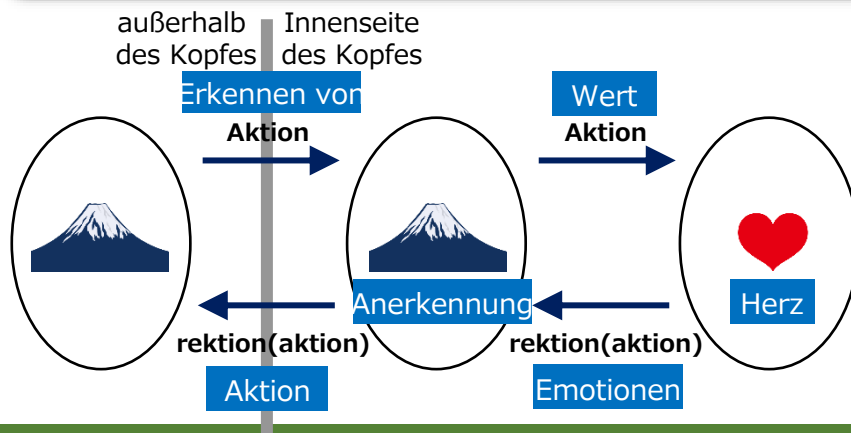 außerhalb
des Kopfes
Innenseite
des Kopfes
Erkennen von
Aktion
Wert
Aktion
Anerkennung
Herz
rektion(aktion)
rektion(aktion)
Aktion
Emotionen